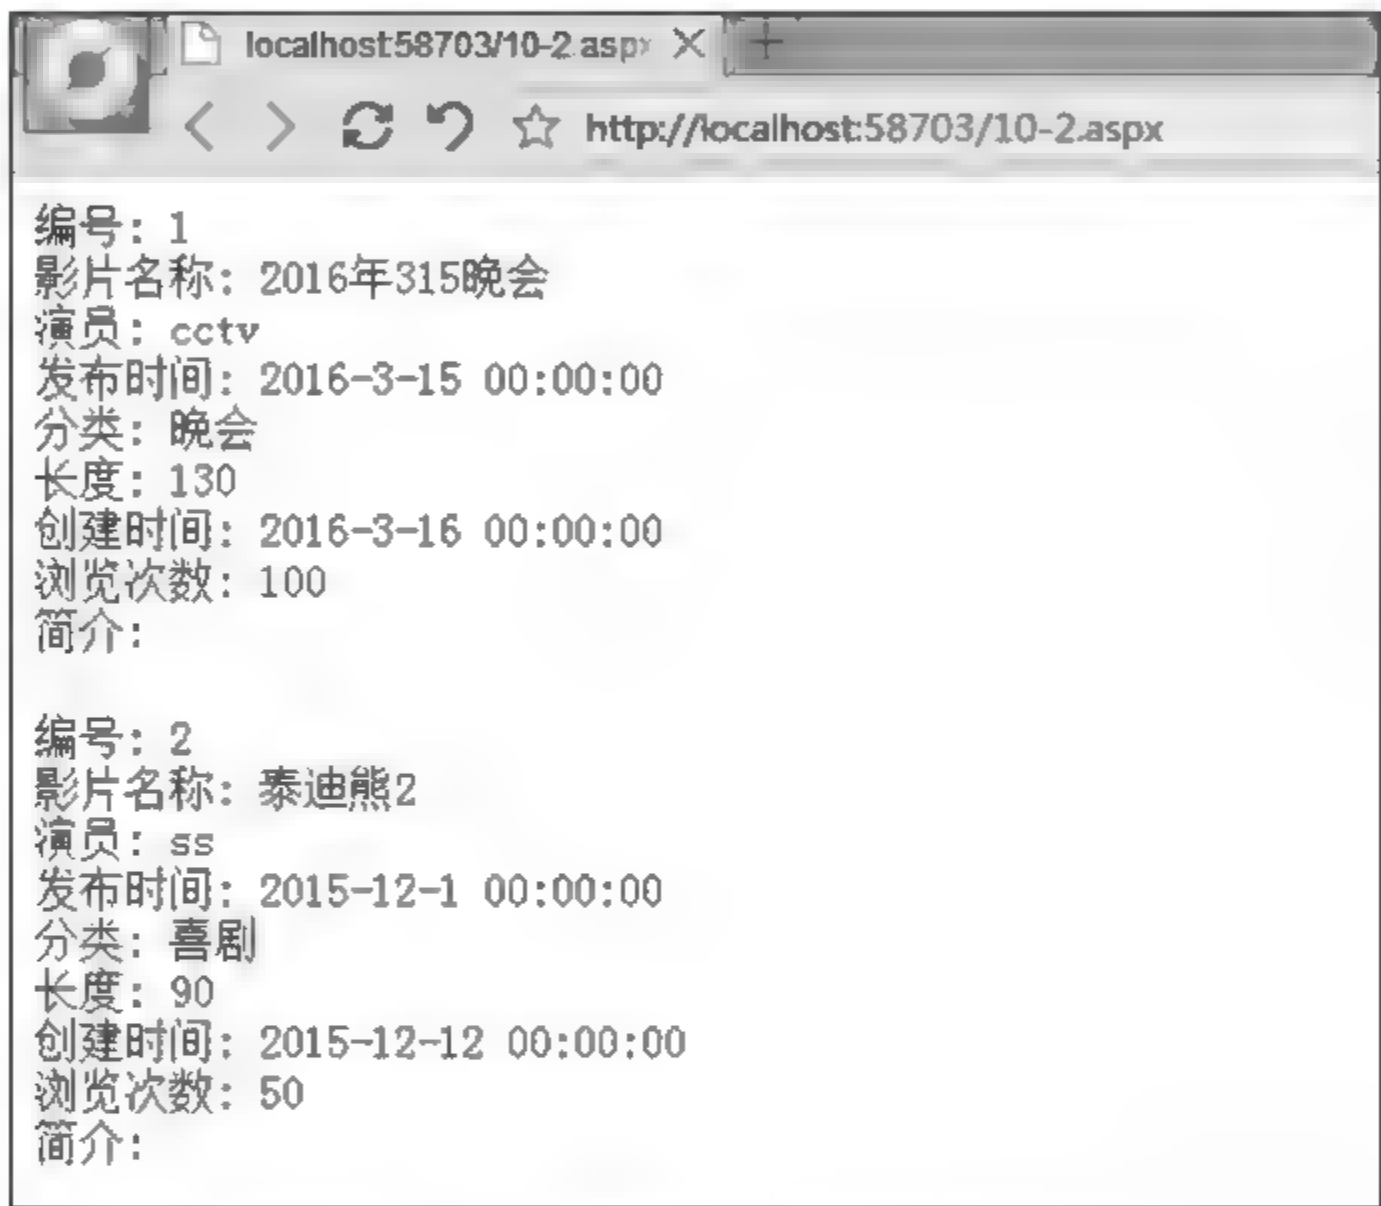 localhost:58703/10-2.asp
http://localhost:58703/10-2.aspx
编号: 1
影片名称: 2016年315晚会
演员: cctv
发布时间: 2016-3-15 00:00:00
分类: 晚会
长度: 130
创建时间: 2016-3-16 00:00:00
浏览次数: 100
简介:
编号: 2
影片名称: 泰迪熊2
演员: ss
发布时间: 2015-12-1 00:00:00
分类: 喜剧
长度: 90
创建时间: 2015-12-12 00:00:00
浏览次数: 50
简介: